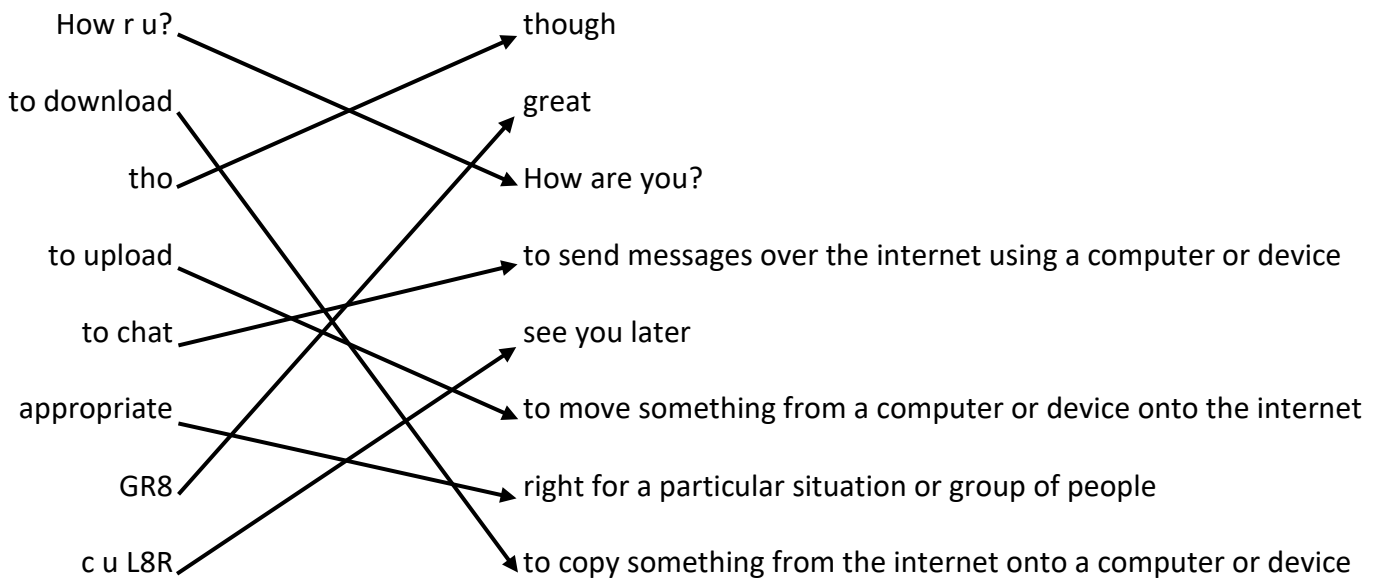 How r u? though
to download great
tho How are you?
to upload to send messages over the internet using a computer or device
to chat see you later
appropriate to move something from a computer or device onto the internet
GR8 right for a particular situation or group of people
c u L8R to copy something from the internet onto a computer or device